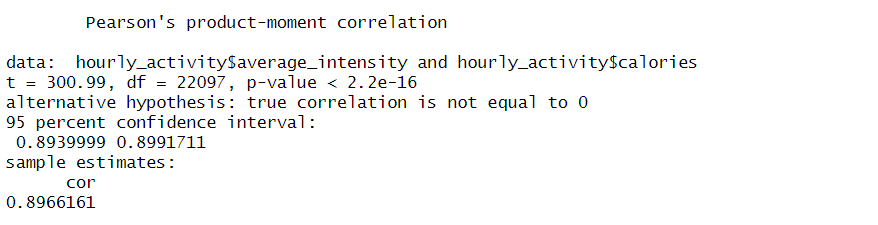 Pearson's product-moment correlation
data:  hourly_activity$average_intensity and hourly_activity$calories
t = 300.99, df = 22097, p-value < 2.2e-16
alternative hypothesis: true correlation is not equal to 0
95 percent confidence interval:
 0.8939999 0.8991711
sample estimates:
      cor
0.8966161